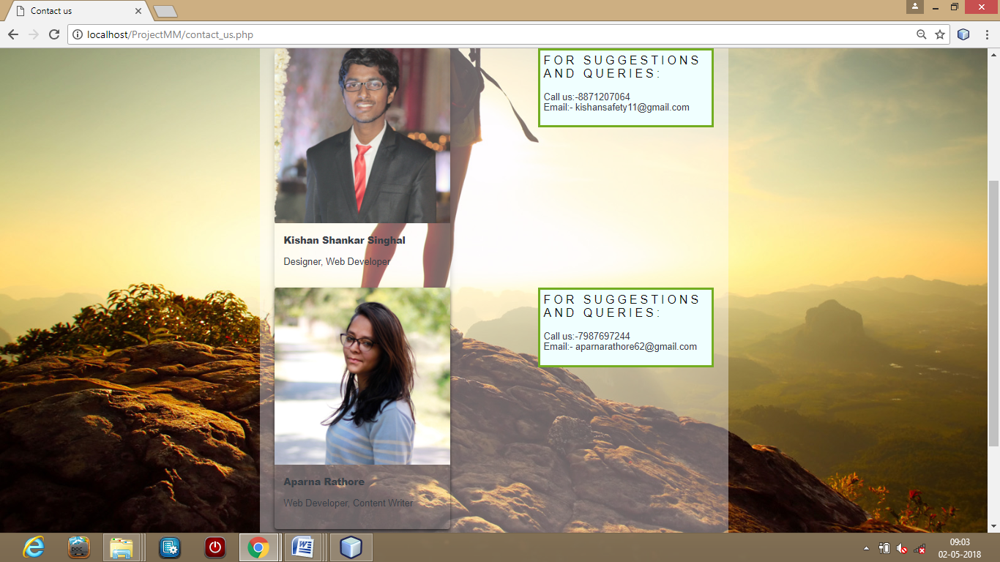 Contact us
localhost/ProjectMM/contact_us.php
FOR SUGGESTIONS
AND QUERIES:
Call us:-8871207064
Email:- kishansafety11@gmail.com
Kishan Shankar Singhal
Designer, Web Developer
FOR SUGGESTIONS
AND QUERIES:
Call us:-7987697244
Email:- aparnarathore62@gmail.com
Aparna Rathore
Web Developer, Content Writer
DOC
09:03
02-05-2018